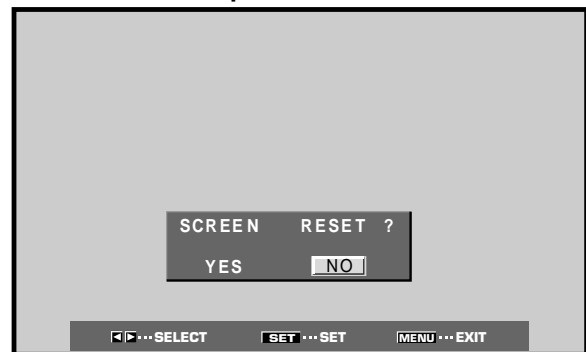 SCREEN RESET ?
YES NO
◀ ▶ ··· SELECT SET ··· SET MENU ··· EXIT